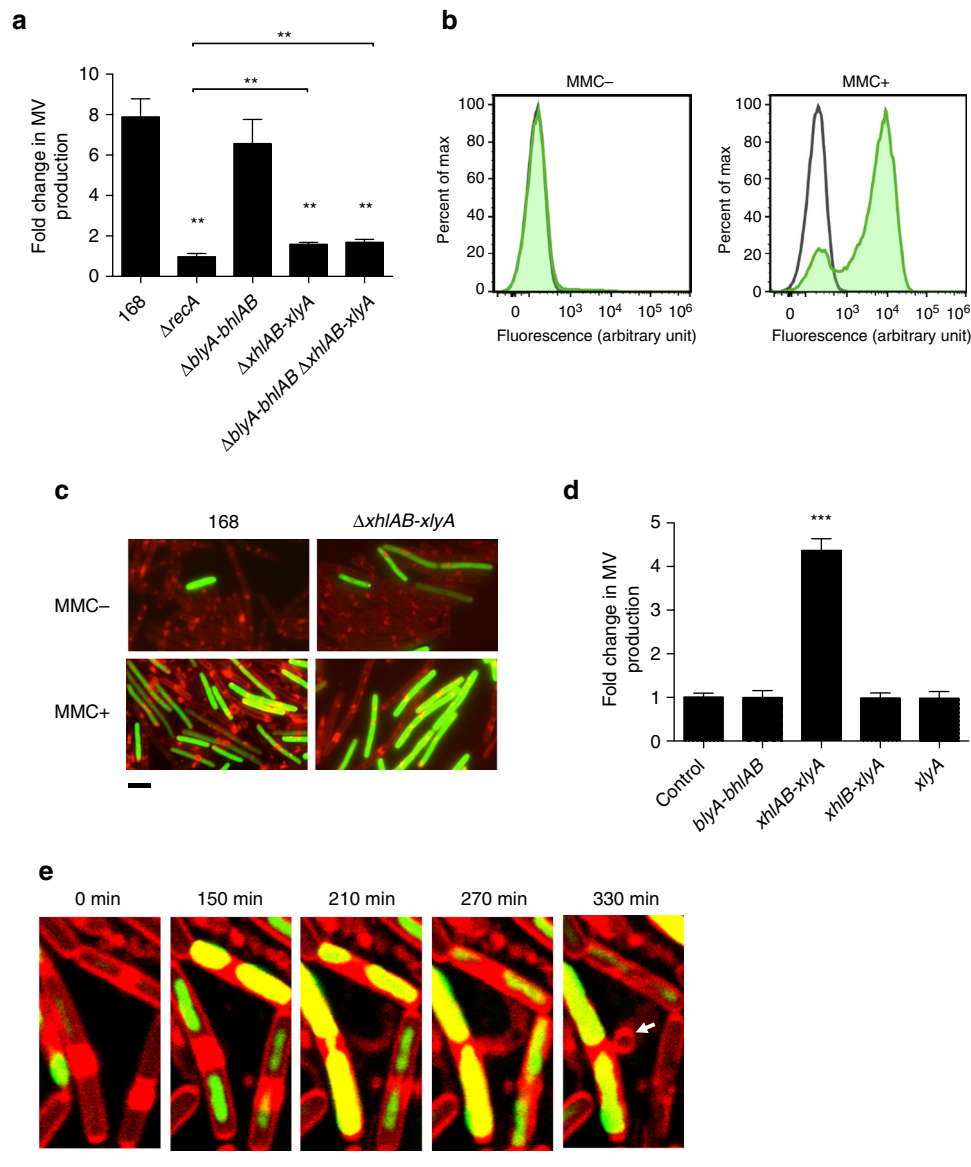 a
**
**
Fold change in MV
production
10
8
6
4
2
0
**
**
**
168
ΔrecA
ΔblyA-bhlAB
ΔxhlAB-xlyA
ΔblyA-bhlAB ΔxhlAB-xlyA
b
MMC–
Percent of max
100
80
60
40
20
0
0 10³ 10⁴ 10⁵ 10⁶
Fluorescence (arbitrary unit)
MMC+
Percent of max
100
80
60
40
20
0
0 10³ 10⁴ 10⁵ 10⁶
Fluorescence (arbitrary unit)
c
168 ΔxhlAB-xlyA
MMC–
MMC+
d
Fold change in MV
production
5
4
3
2
1
0
***
Control
blyA-bhlAB
xhlAB-xlyA
xhlB-xlyA
xlyA
e
0 min 150 min 210 min 270 min 330 min